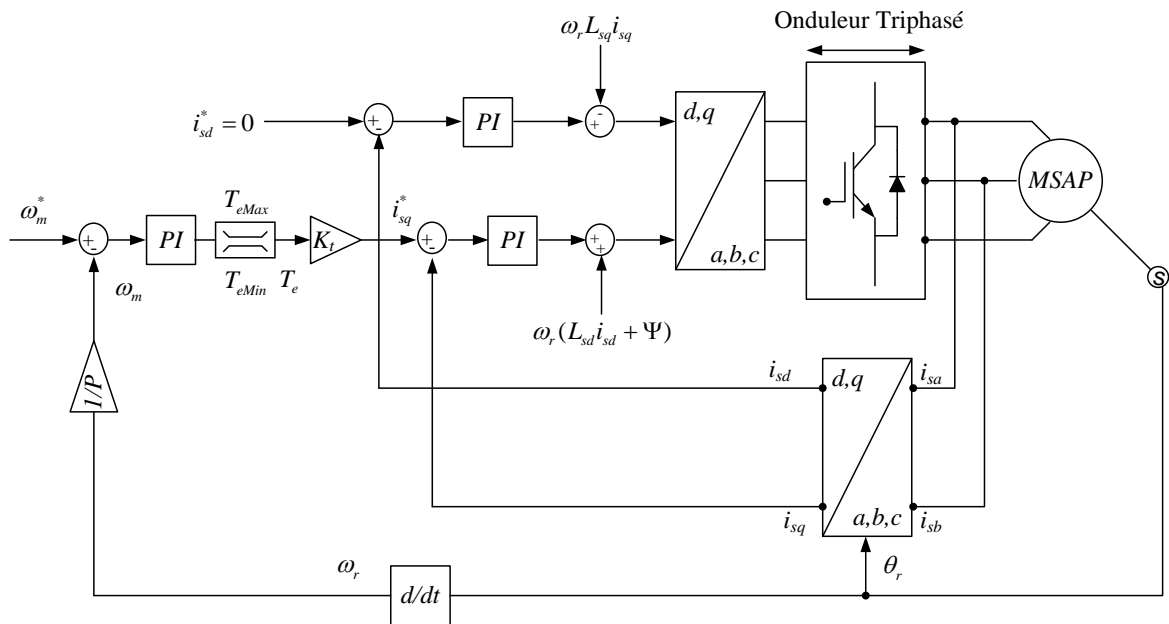 Onduleur Triphasé
ω_r L_sq i_sq
i*_sd = 0
+
-
PI
-
+
d,q
a,b,c
MSAP
ω*_m
+
-
ω_m
PI
T_eMax
T_eMin
T_e
K_t
i*_sq
+
-
PI
+
+
ω_r (L_sd i_sd + Ψ)
S
1/P
i_sd
d,q
i_sa
i_sq
a,b,c
i_sb
ω_r
d/dt
θ_r